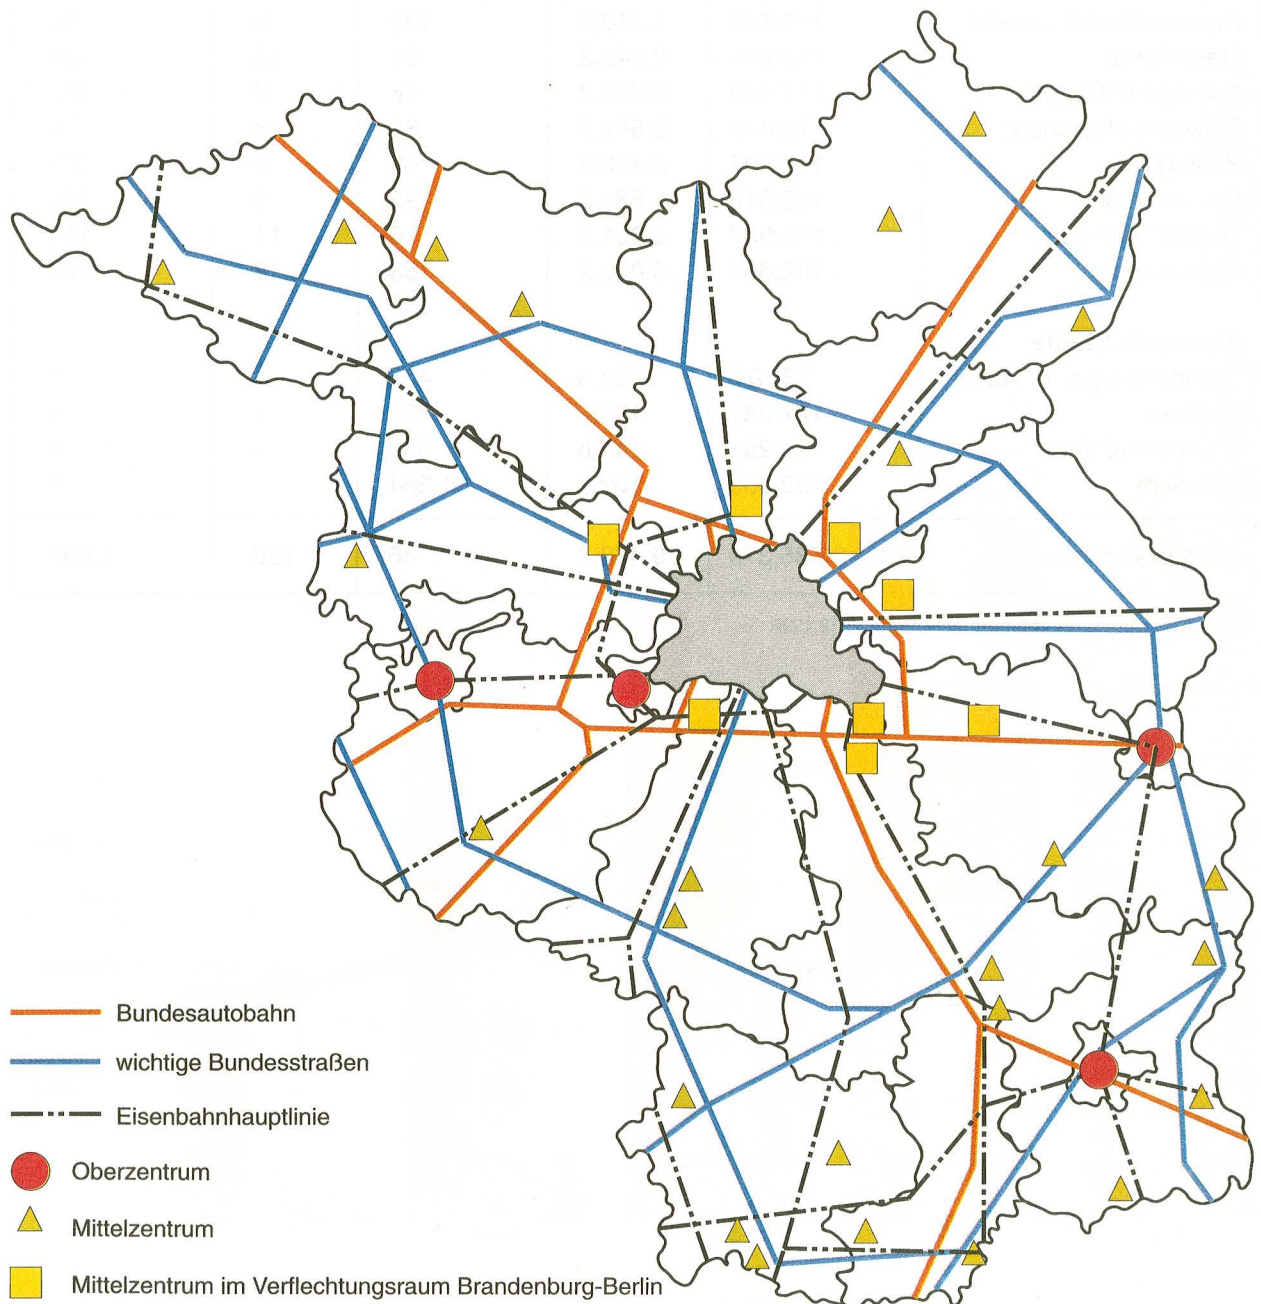 Bundesautobahn
wichtige Bundesstraßen
Eisenbahnhauptlinie
Oberzentrum
Mittelzentrum
Mittelzentrum im Verflechtungsraum Brandenburg-Berlin